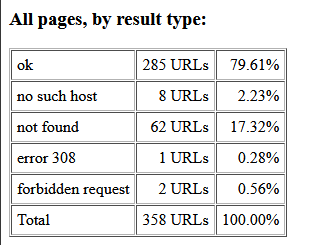 All pages, by result type:
ok 285 URLs 79.61%
no such host 8 URLs 2.23%
not found 62 URLs 17.32%
error 308 1 URLs 0.28%
forbidden request 2 URLs 0.56%
Total 358 URLs 100.00%